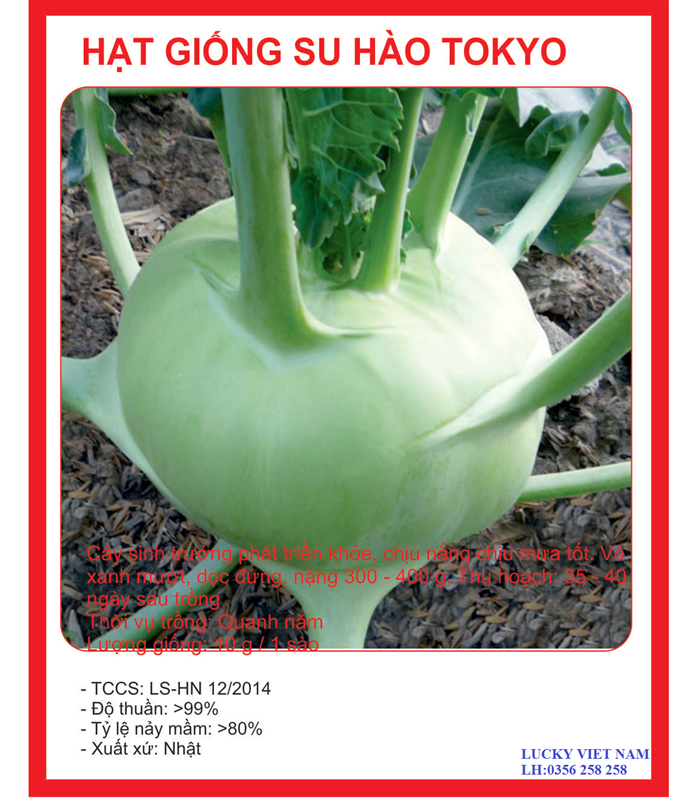 HẠT GIỐNG SU HÀO TOKYO
Cây sinh trưởng phát triển khỏe, chịu nắng chịu mưa tốt. Vỏ
xanh mướt, dọc đứng, nặng 300 - 400 g. Thu hoạch: 35 - 40
ngày sau trồng
Thời vụ trồng: Quanh năm
Lượng giống: 10 g / 1 sào
- TCCS: LS-HN 12/2014
- Độ thuần: >99%
- Tỷ lệ nảy mầm: >80%
- Xuất xứ: Nhật
LUCKY VIET NAM
LH:0356 258 258